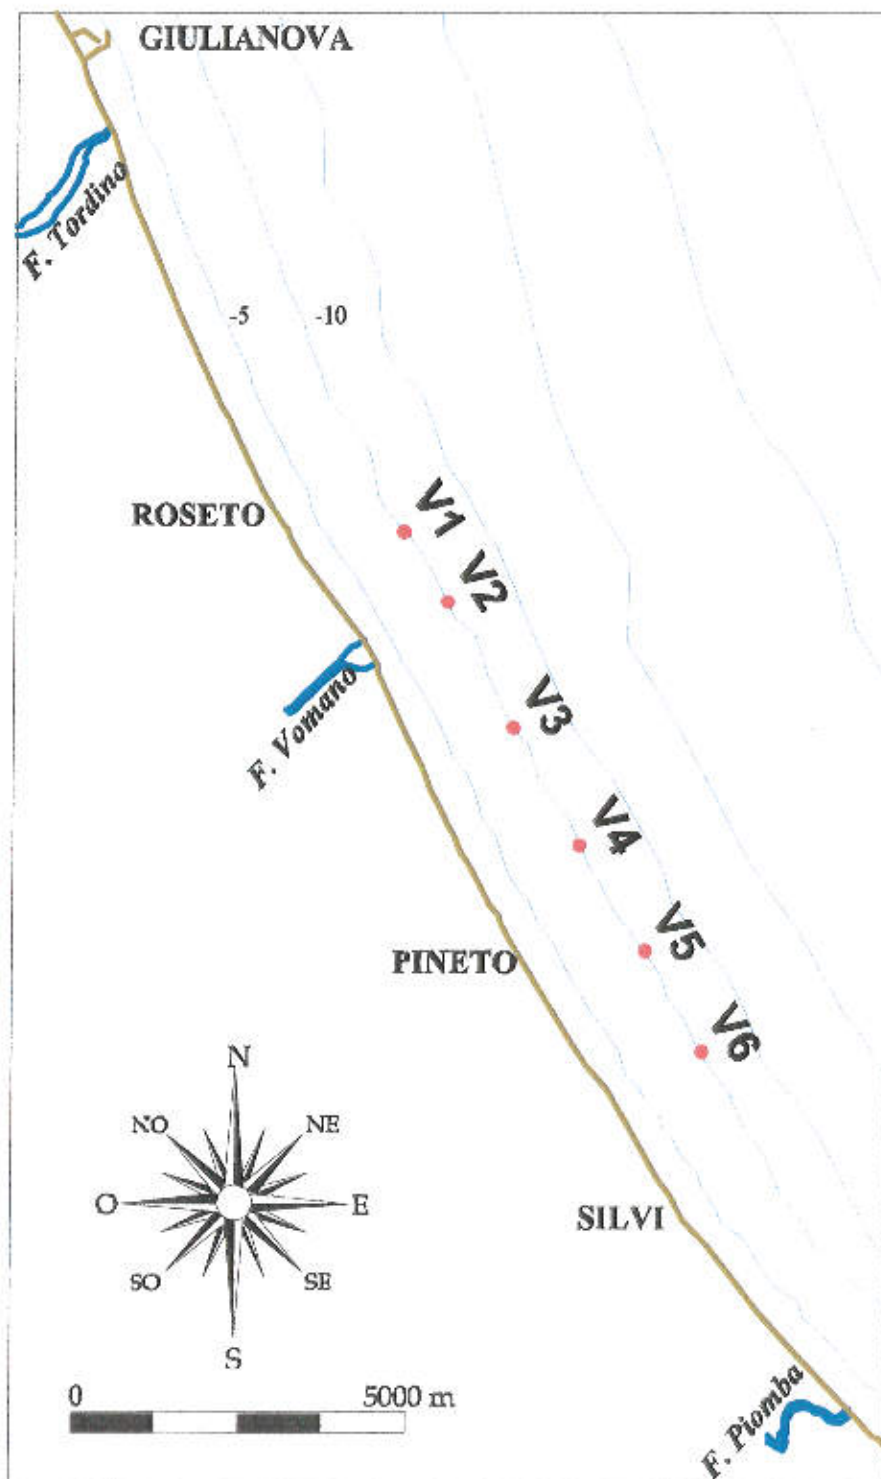 GIULIANOVA
F. Tordino
-5
-10
ROSETO
V1
V2
F. Vomano
V3
V4
PINETO
V5
V6
N
NO
NE
O
E
SO
SE
S
SILVI
0
5000 m
F. Piomba